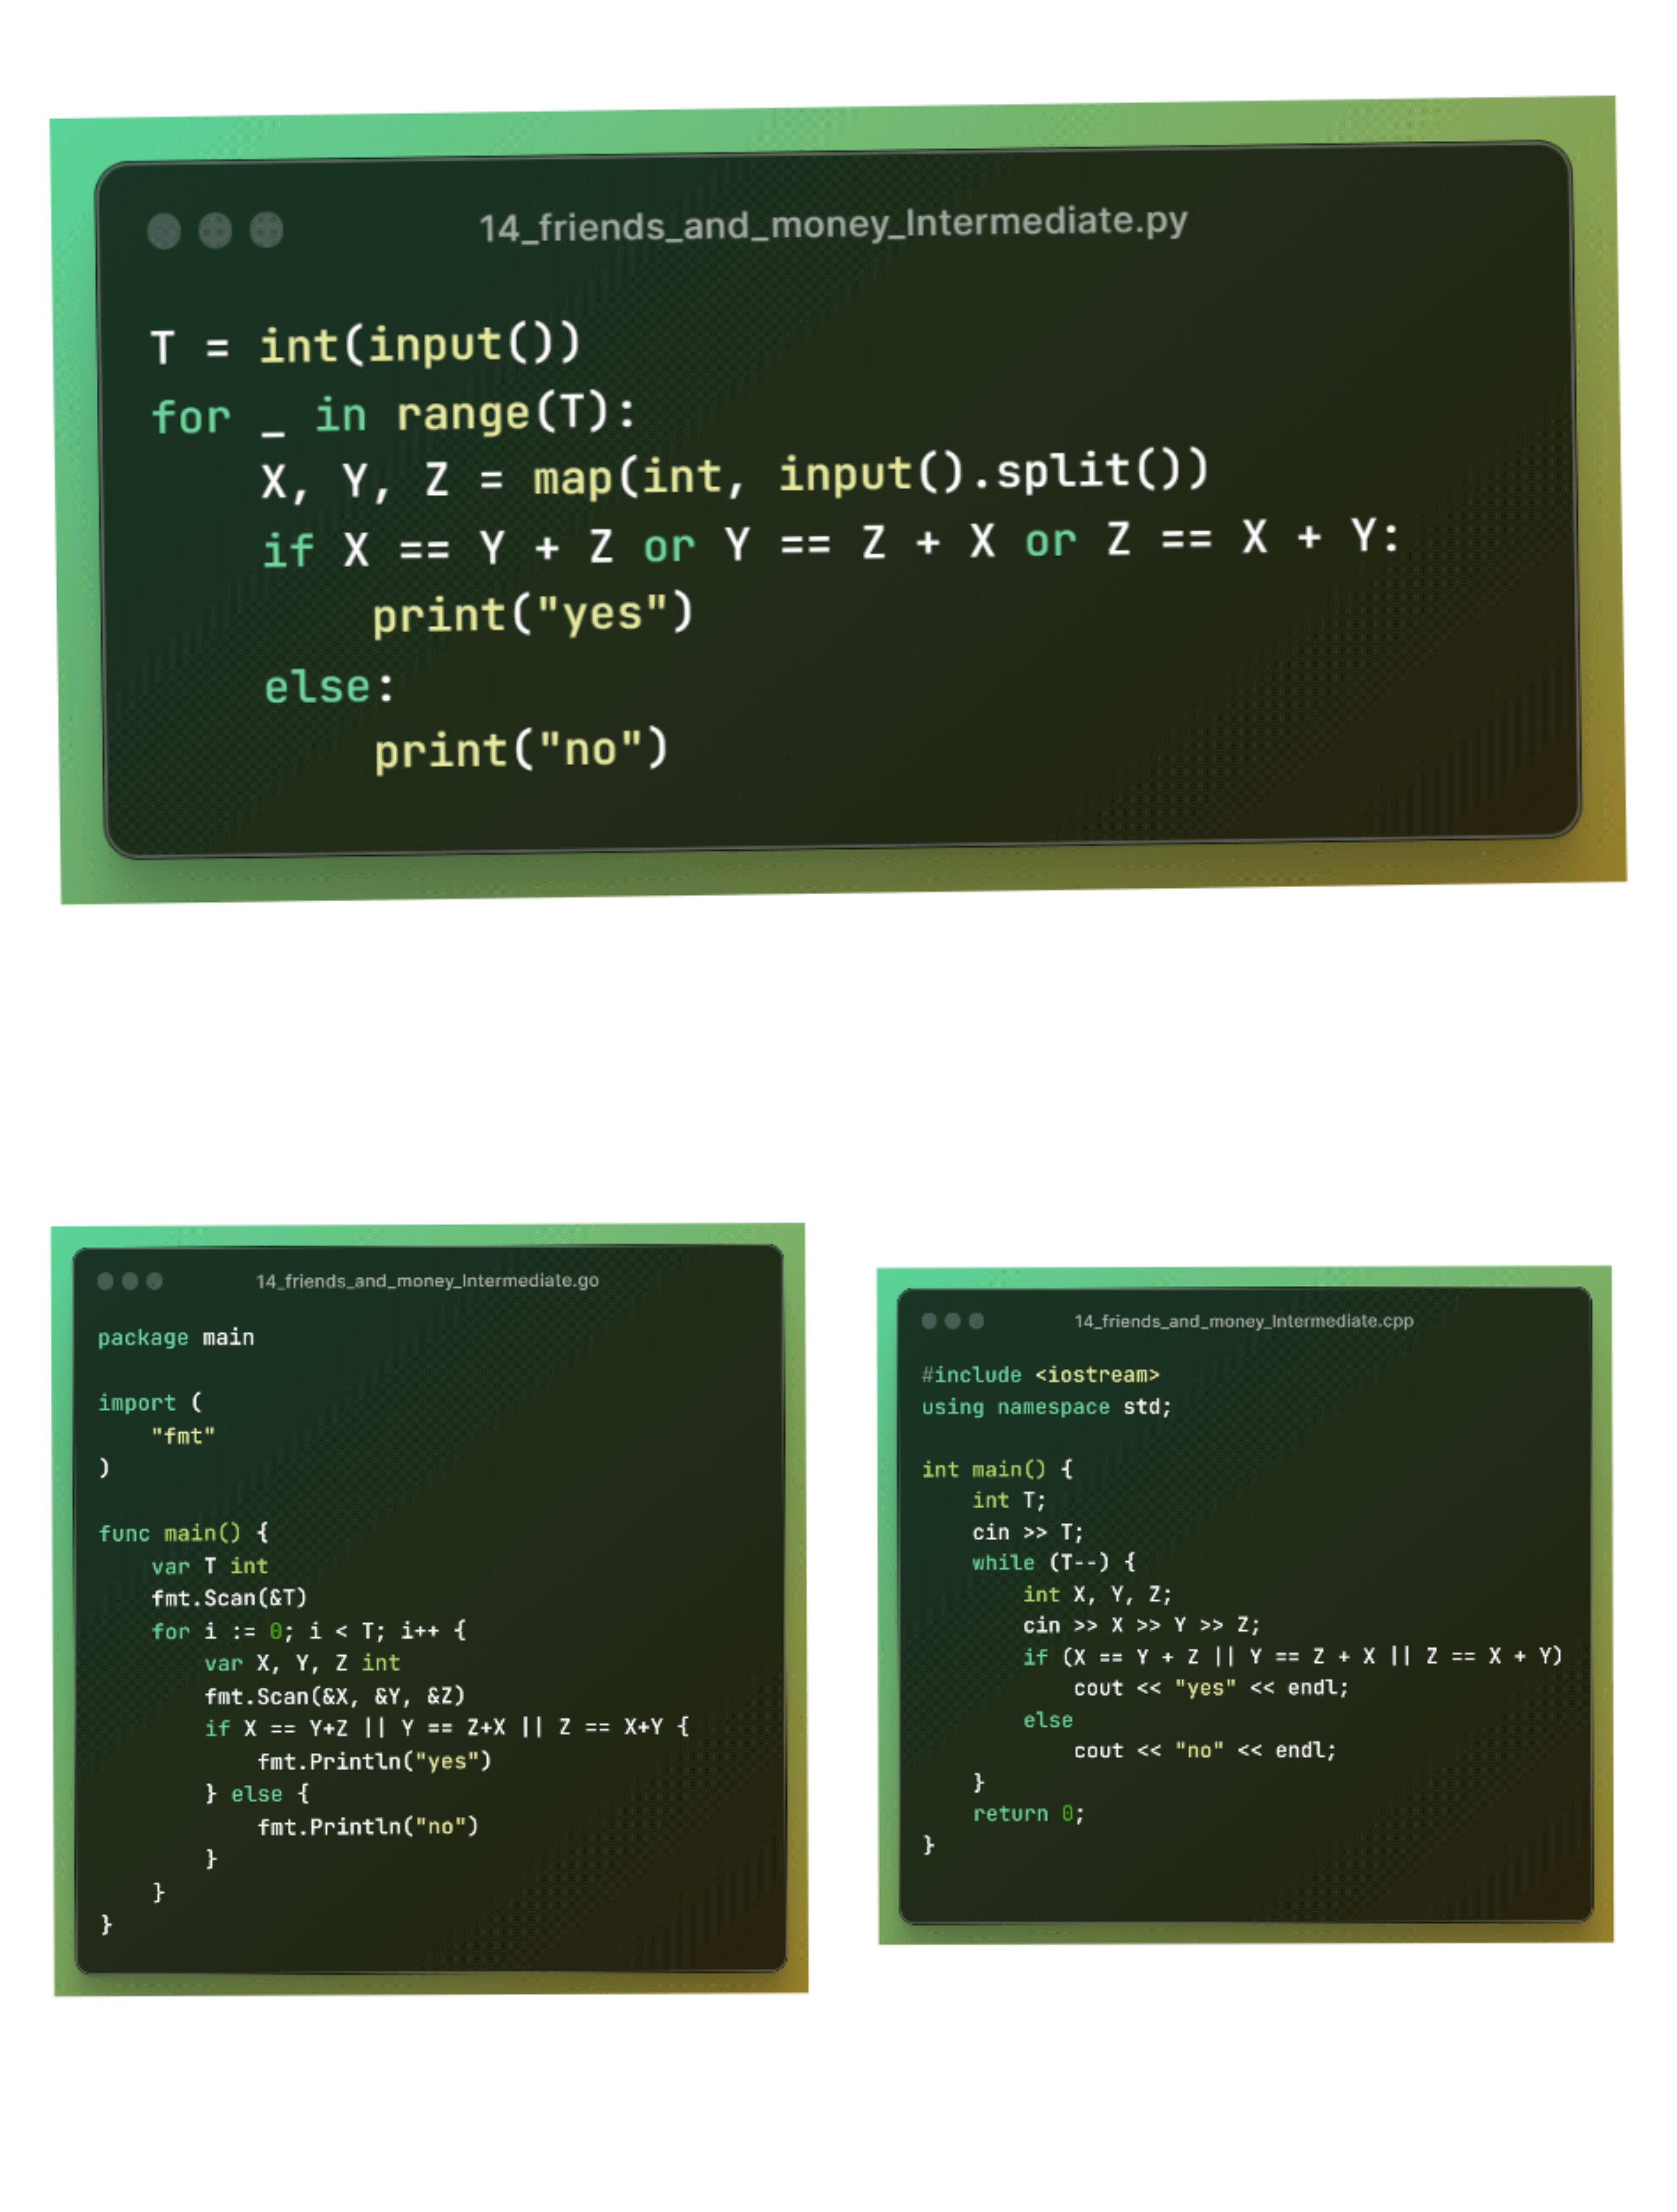 14_friends_and_money_Intermediate.py
T = int(input())
for _ in range(T):
    X, Y, Z = map(int, input().split())
    if X == Y + Z or Y == Z + X or Z == X + Y:
        print("yes")
    else:
        print("no")
14_friends_and_money_Intermediate.go
package main

import (
    "fmt"
)

func main() {
    var T int
    fmt.Scan(&T)
    for i := 0; i < T; i++ {
        var X, Y, Z int
        fmt.Scan(&X, &Y, &Z)
        if X == Y+Z || Y == Z+X || Z == X+Y {
            fmt.Println("yes")
        } else {
            fmt.Println("no")
        }
    }
}
14_friends_and_money_Intermediate.cpp
#include <iostream>
using namespace std;

int main() {
    int T;
    cin >> T;
    while (T--) {
        int X, Y, Z;
        cin >> X >> Y >> Z;
        if (X == Y + Z || Y == Z + X || Z == X + Y)
            cout << "yes" << endl;
        else
            cout << "no" << endl;
    }
    return 0;
}